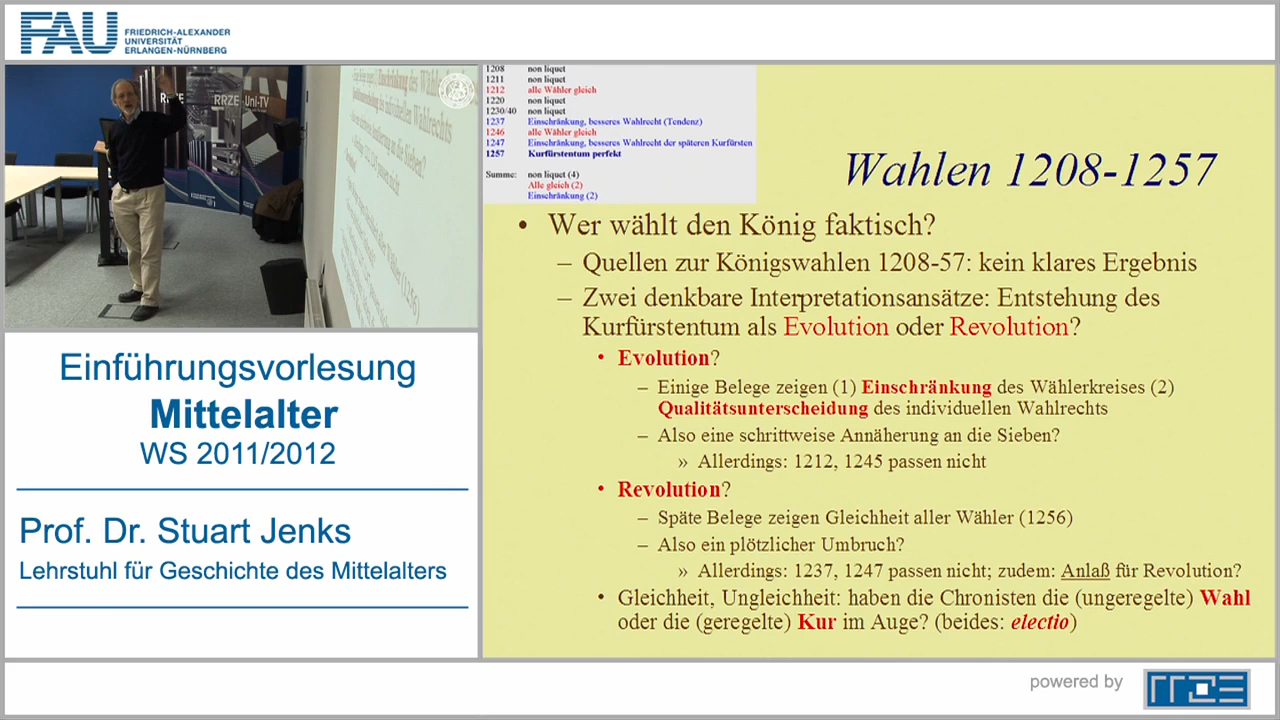 FAU FRIEDRICH-ALEXANDER
UNIVERSITÄT
ERLANGEN-NÜRNBERG
RRZE
RRZE
Uni-TV
Einführungsvorlesung
Mittelalter
WS 2011/2012
Prof. Dr. Stuart Jenks
Lehrstuhl für Geschichte des Mittelalters
1208 non liquet
1211 non liquet
1212 alle Wähler gleich
1220 non liquet
1230/40 non liquet
1237 Einschränkung, besseres Wahlrecht (Tendenz)
1246 alle Wähler gleich
1247 Einschränkung, besseres Wahlrecht der späteren Kurfürsten
1257 Kurfürstentum perfekt
Summe: non liquet (4)
Alle gleich (2)
Einschränkung (2)
Wahlen 1208-1257
• Wer wählt den König faktisch?
– Quellen zur Königswahlen 1208-57: kein klares Ergebnis
– Zwei denkbare Interpretationsansätze: Entstehung des
Kurfürstentum als Evolution oder Revolution?
• Evolution?
– Einige Belege zeigen (1) Einschränkung des Wählerkreises (2)
Qualitätsunterscheidung des individuellen Wahlrechts
– Also eine schrittweise Annäherung an die Sieben?
» Allerdings: 1212, 1245 passen nicht
• Revolution?
– Späte Belege zeigen Gleichheit aller Wähler (1256)
– Also ein plötzlicher Umbruch?
» Allerdings: 1237, 1247 passen nicht; zudem: Anlaß für Revolution?
• Gleichheit, Ungleichheit: haben die Chronisten die (ungeregelte) Wahl
oder die (geregelte) Kur im Auge? (beides: electio)
powered by
RRZE